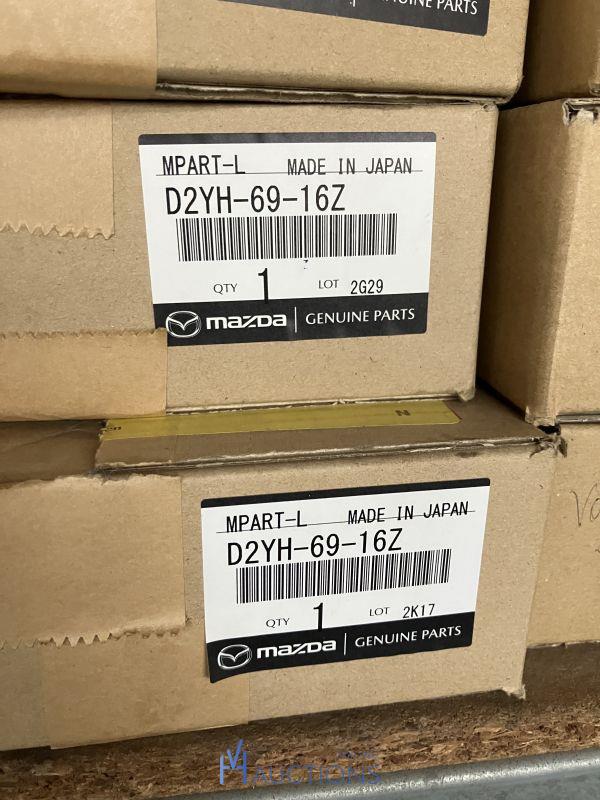 GENUINE PARTS
MPART-L MADE IN JAPAN
D2YH-69-16Z
QTY 1 LOT 2G29
mazda GENUINE PARTS
N
MPART-L MADE IN JAPAN
D2YH-69-16Z
QTY 1 LOT 2K17
mazda GENUINE PARTS
VH AUCTIONS